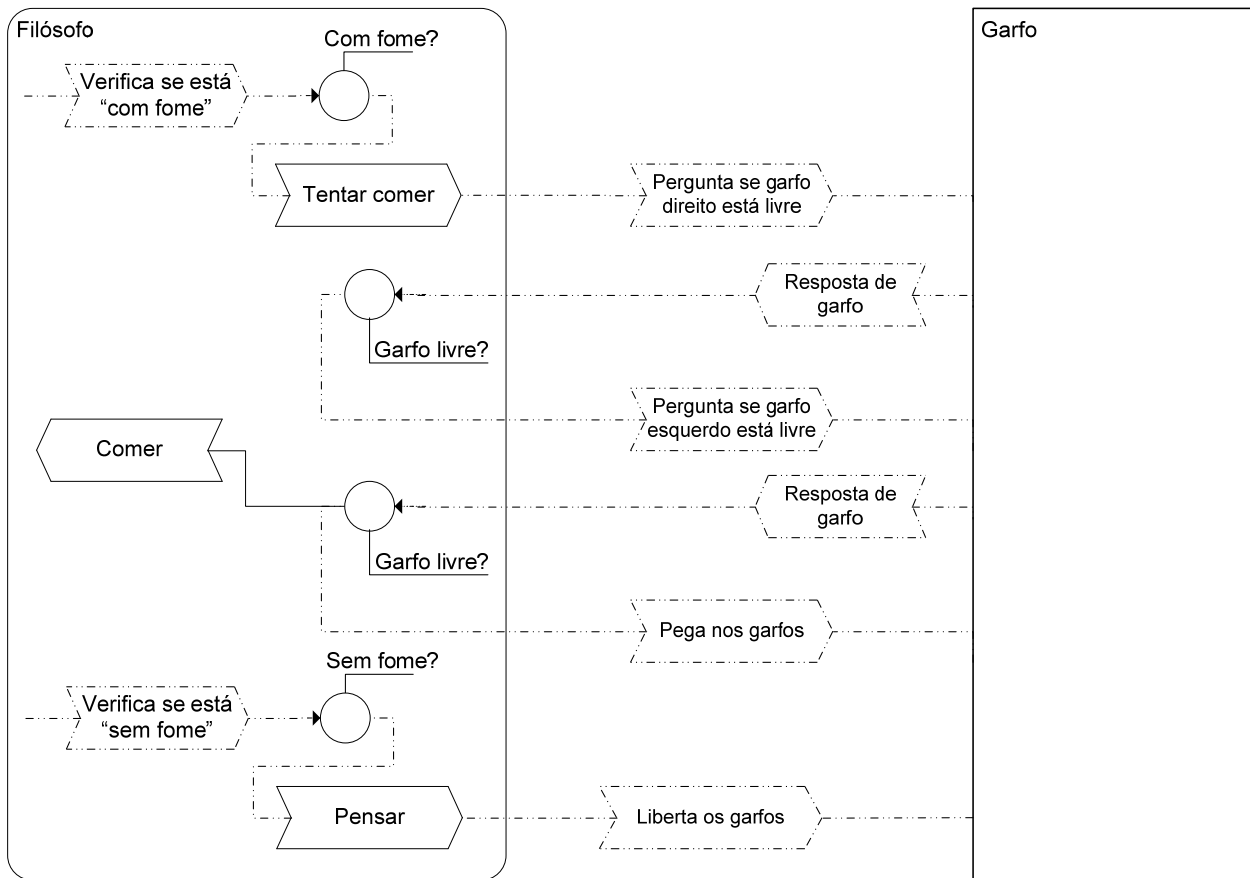 Filósofo
Garfo
Com fome?
Verifica se está
“com fome”
Tentar comer
Pergunta se garfo
direito está livre
Resposta de
garfo
Garfo livre?
Pergunta se garfo
esquerdo está livre
Comer
Resposta de
garfo
Garfo livre?
Pega nos garfos
Sem fome?
Verifica se está
“sem fome”
Pensar
Liberta os garfos